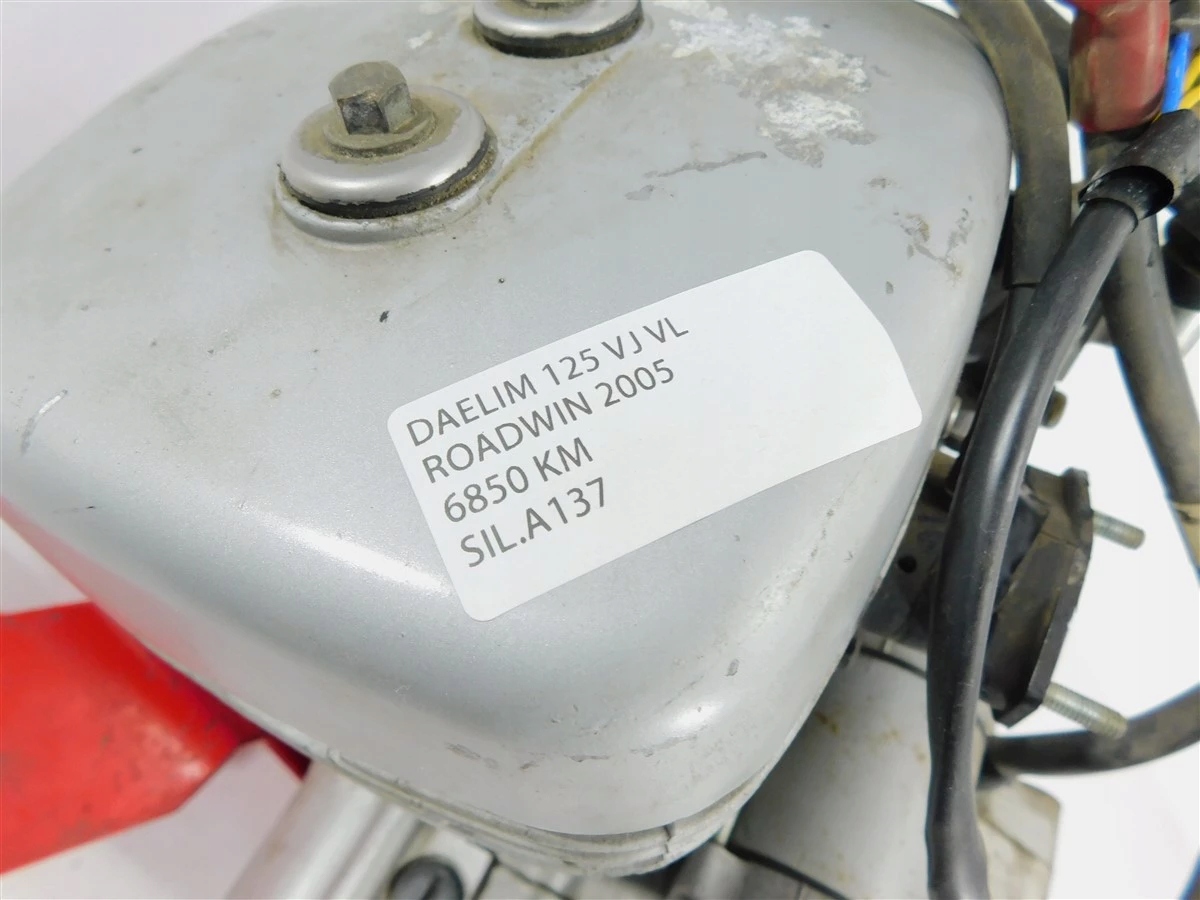 DAELIM 125 VJ VL
ROADWIN 2005
6850 KM
SIL.A137